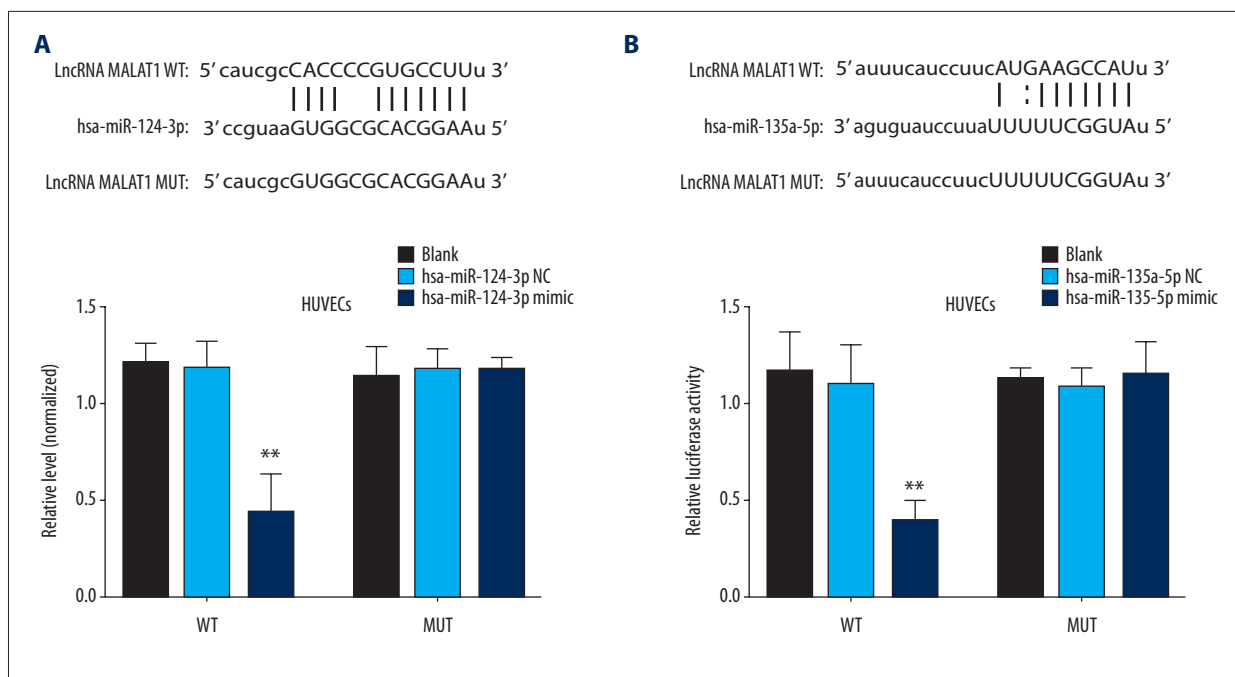 A
LncRNA MALAT1 WT: 5′ caucgcCACCCCGUGCCUUu 3′
hsa-miR-124-3p: 3′ ccguaaGUGGCGCACGGAAu 5′
LncRNA MALAT1 MUT: 5′ caucgcGUGGCGCACGGAAu 3′
Blank
hsa-miR-124-3p NC
hsa-miR-124-3p mimic
HUVECs
Relative level (normalized)
1.5
1.0
0.5
0.0
**
WT
MUT
B
LncRNA MALAT1 WT: 5′ auuucauccuucAUGAAGCCAUu 3′
hsa-miR-135a-5p: 3′ aguguauccuuaUUUUUCGGUAu 5′
LncRNA MALAT1 MUT: 5′ auuucauccuucUUUUUCGGUAu 3′
Blank
hsa-miR-135a-5p NC
hsa-miR-135-5p mimic
HUVECs
Relative luciferase activity
1.5
1.0
0.5
0.0
**
WT
MUT